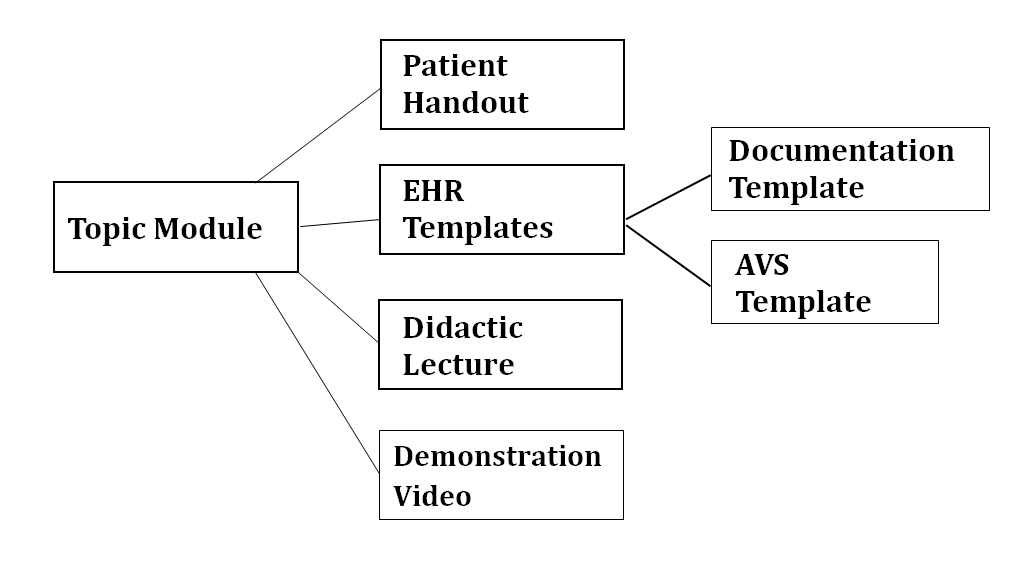 Topic Module
Patient
Handout
EHR
Templates
Didactic
Lecture
Demonstration
Video
Documentation
Template
AVS
Template